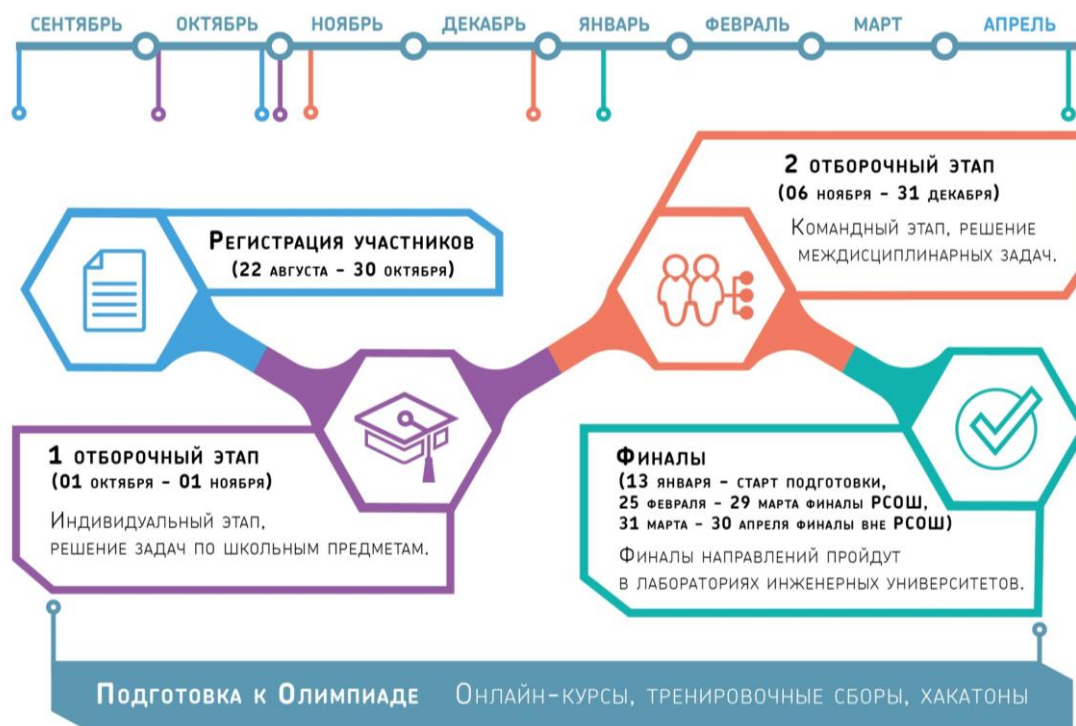 СЕНТЯБРЬ ОКТЯБРЬ НОЯБРЬ ДЕКАБРЬ ЯНВАРЬ ФЕВРАЛЬ МАРТ АПРЕЛЬ
Регистрация участников
(22 августа - 30 октября)
2 отборочный этап
(06 ноября - 31 декабря)
Командный этап, решение
междисциплинарных задач.
1 отборочный этап
(01 октября - 01 ноября)
Индивидуальный этап,
решение задач по школьным предметам.
Финалы
(13 января - старт подготовки,
25 февраля - 29 марта финалы РСОШ,
31 марта - 30 апреля финалы вне РСОШ)
Финалы направлений пройдут
в лабораториях инженерных университетов.
Подготовка к Олимпиаде Онлайн-курсы, тренировочные сборы, хакатоны